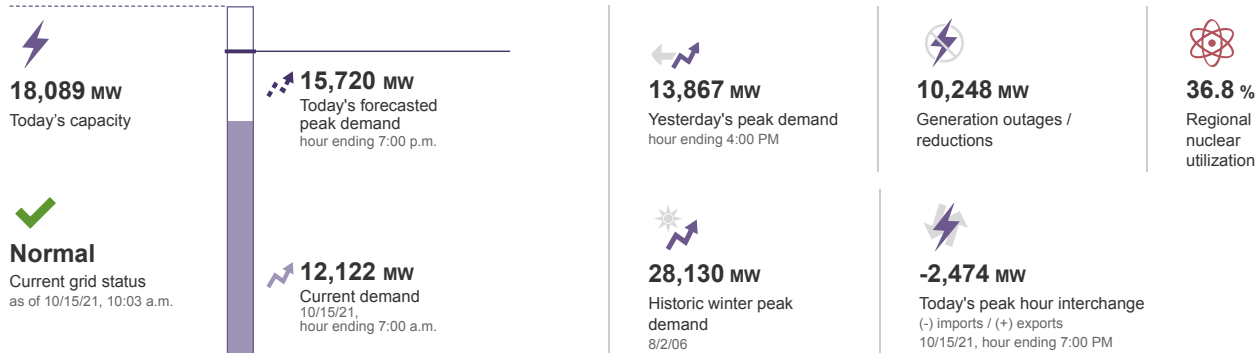 18,089 MW
Today's capacity
15,720 MW
Today's forecasted
peak demand
hour ending 7:00 p.m.
Normal
Current grid status
as of 10/15/21, 10:03 a.m.
12,122 MW
Current demand
10/15/21,
hour ending 7:00 a.m.
13,867 MW
Yesterday's peak demand
hour ending 4:00 PM
10,248 MW
Generation outages /
reductions
36.8 %
Regional
nuclear
utilization
28,130 MW
Historic winter peak
demand
8/2/06
-2,474 MW
Today's peak hour interchange
(-) imports / (+) exports
10/15/21, hour ending 7:00 PM